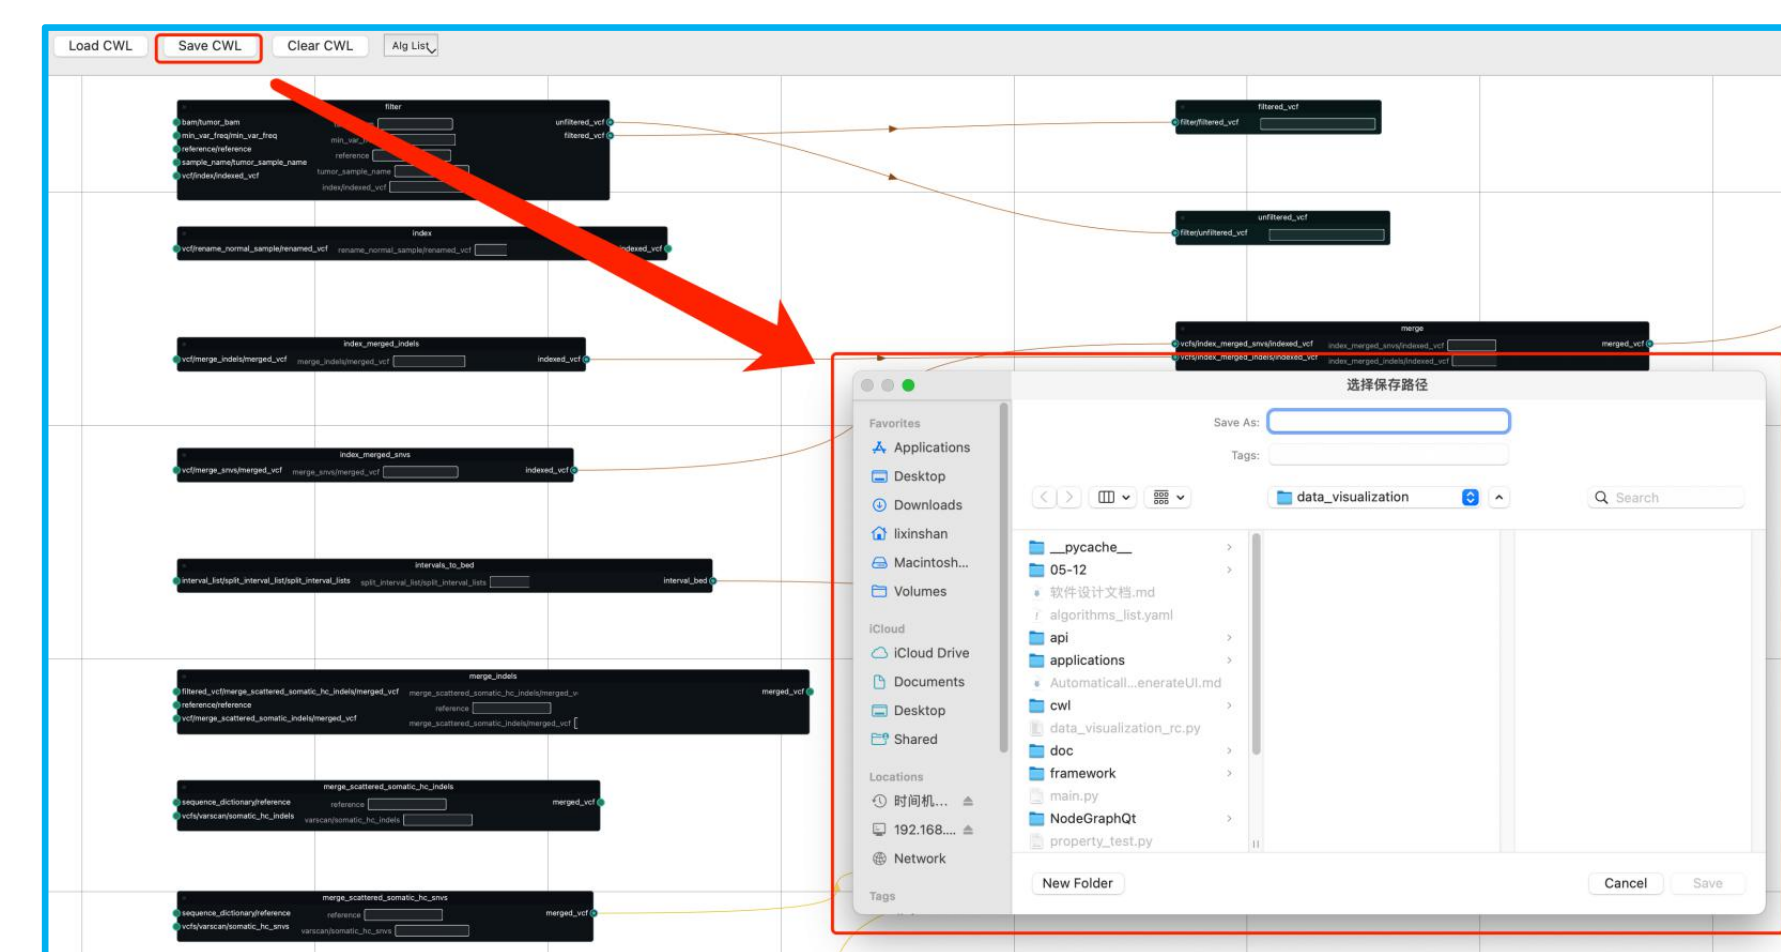 Load CWL
Save CWL
Clear CWL
Alg List
filter
bam/tumor_bam
unfiltered_vcf
min_var_freq/min_var_freq
filtered_vcf
reference/reference
reference
sample_name/tumor_sample_name
tumor_sample_name
vcf/index/indexed_vcf
index/indexed_vcf
filtered_vcf
filter/filtered_vcf
unfiltered_vcf
filter/unfiltered_vcf
index
vcf/rename_normal_sample/renamed_vcf
rename_normal_sample/renamed_vcf
indexed_vcf
index_merged_indels
vcf/merge_indels/merged_vcf
merge_indels/merged_vcf
indexed_vcf
merge
vcfs/index_merged_snvs/indexed_vcf
index_merged_snvs/indexed_vcf
merged_vcf
vcfs/index_merged_indels/indexed_vcf
index_merged_indels/indexed_vcf
index_merged_snvs
vcf/merge_snvs/merged_vcf
merge_snvs/merged_vcf
indexed_vcf
intervals_to_bed
interval_list/split_interval_list/split_interval_lists
split_interval_list/split_interval_lists
interval_bed
merge_indels
filtered_vcf/merge_scattered_somatic_hc_indels/merged_vcf
merge_scattered_somatic_hc_indels/merged_v
merged_vcf
reference/reference
reference
vcf/merge_scattered_somatic_indels/merged_vcf
merge_scattered_somatic_indels/merged_vcf
merge_scattered_somatic_hc_indels
sequence_dictionary/reference
reference
merged_vcf
vcfs/varscan/somatic_hc_indels
varscan/somatic_hc_indels
merge_scattered_somatic_hc_snvs
sequence_dictionary/reference
reference
merged_vcf
vcfs/varscan/somatic_hc_snvs
varscan/somatic_hc_snvs
选择保存路径
Save As:
Tags:
data_visualization
Search
Favorites
Applications
Desktop
Downloads
lixinshan
Macintosh...
Volumes
iCloud
iCloud Drive
Documents
Desktop
Shared
Locations
时间机...
192.168....
Network
Tags
__pycache__
05-12
软件设计文档.md
algorithms_list.yaml
api
applications
Automaticall...enerateUI.md
cwl
data_visualization_rc.py
doc
framework
main.py
NodeGraphQt
property_test.py
New Folder
Cancel
Save